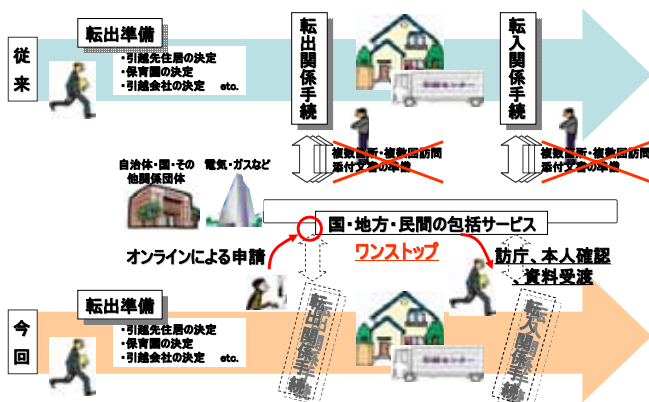 従来
転出準備
・引越先住居の決定
・保育園の決定
・引越会社の決定 etc.
転出関係手続
転入関係手続
複数箇所・複数回訪問
添付文書の準備
複数箇所・複数回訪問
添付文書の準備
自治体・国・その
他関係団体
電気・ガスなど
国・地方・民間の包括サービス
オンラインによる申請
ワンストップ
訪庁、本人確認
、資料受渡
今回
転出準備
・引越先住居の決定
・保育園の決定
・引越会社の決定 etc.
転出関係手続
転入関係手続